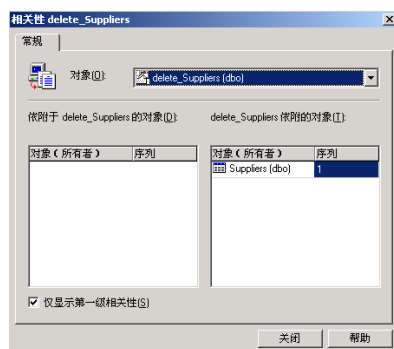 相关性 delete_Suppliers
常规
对象(O):
delete_Suppliers (dbo)
依附于 delete_Suppliers 的对象(D):
delete_Suppliers 依附的对象(T):
对象(所有者) 序列
对象(所有者) 序列
Suppliers (dbo) 1
仅显示第一级相关性(S)
关闭 帮助